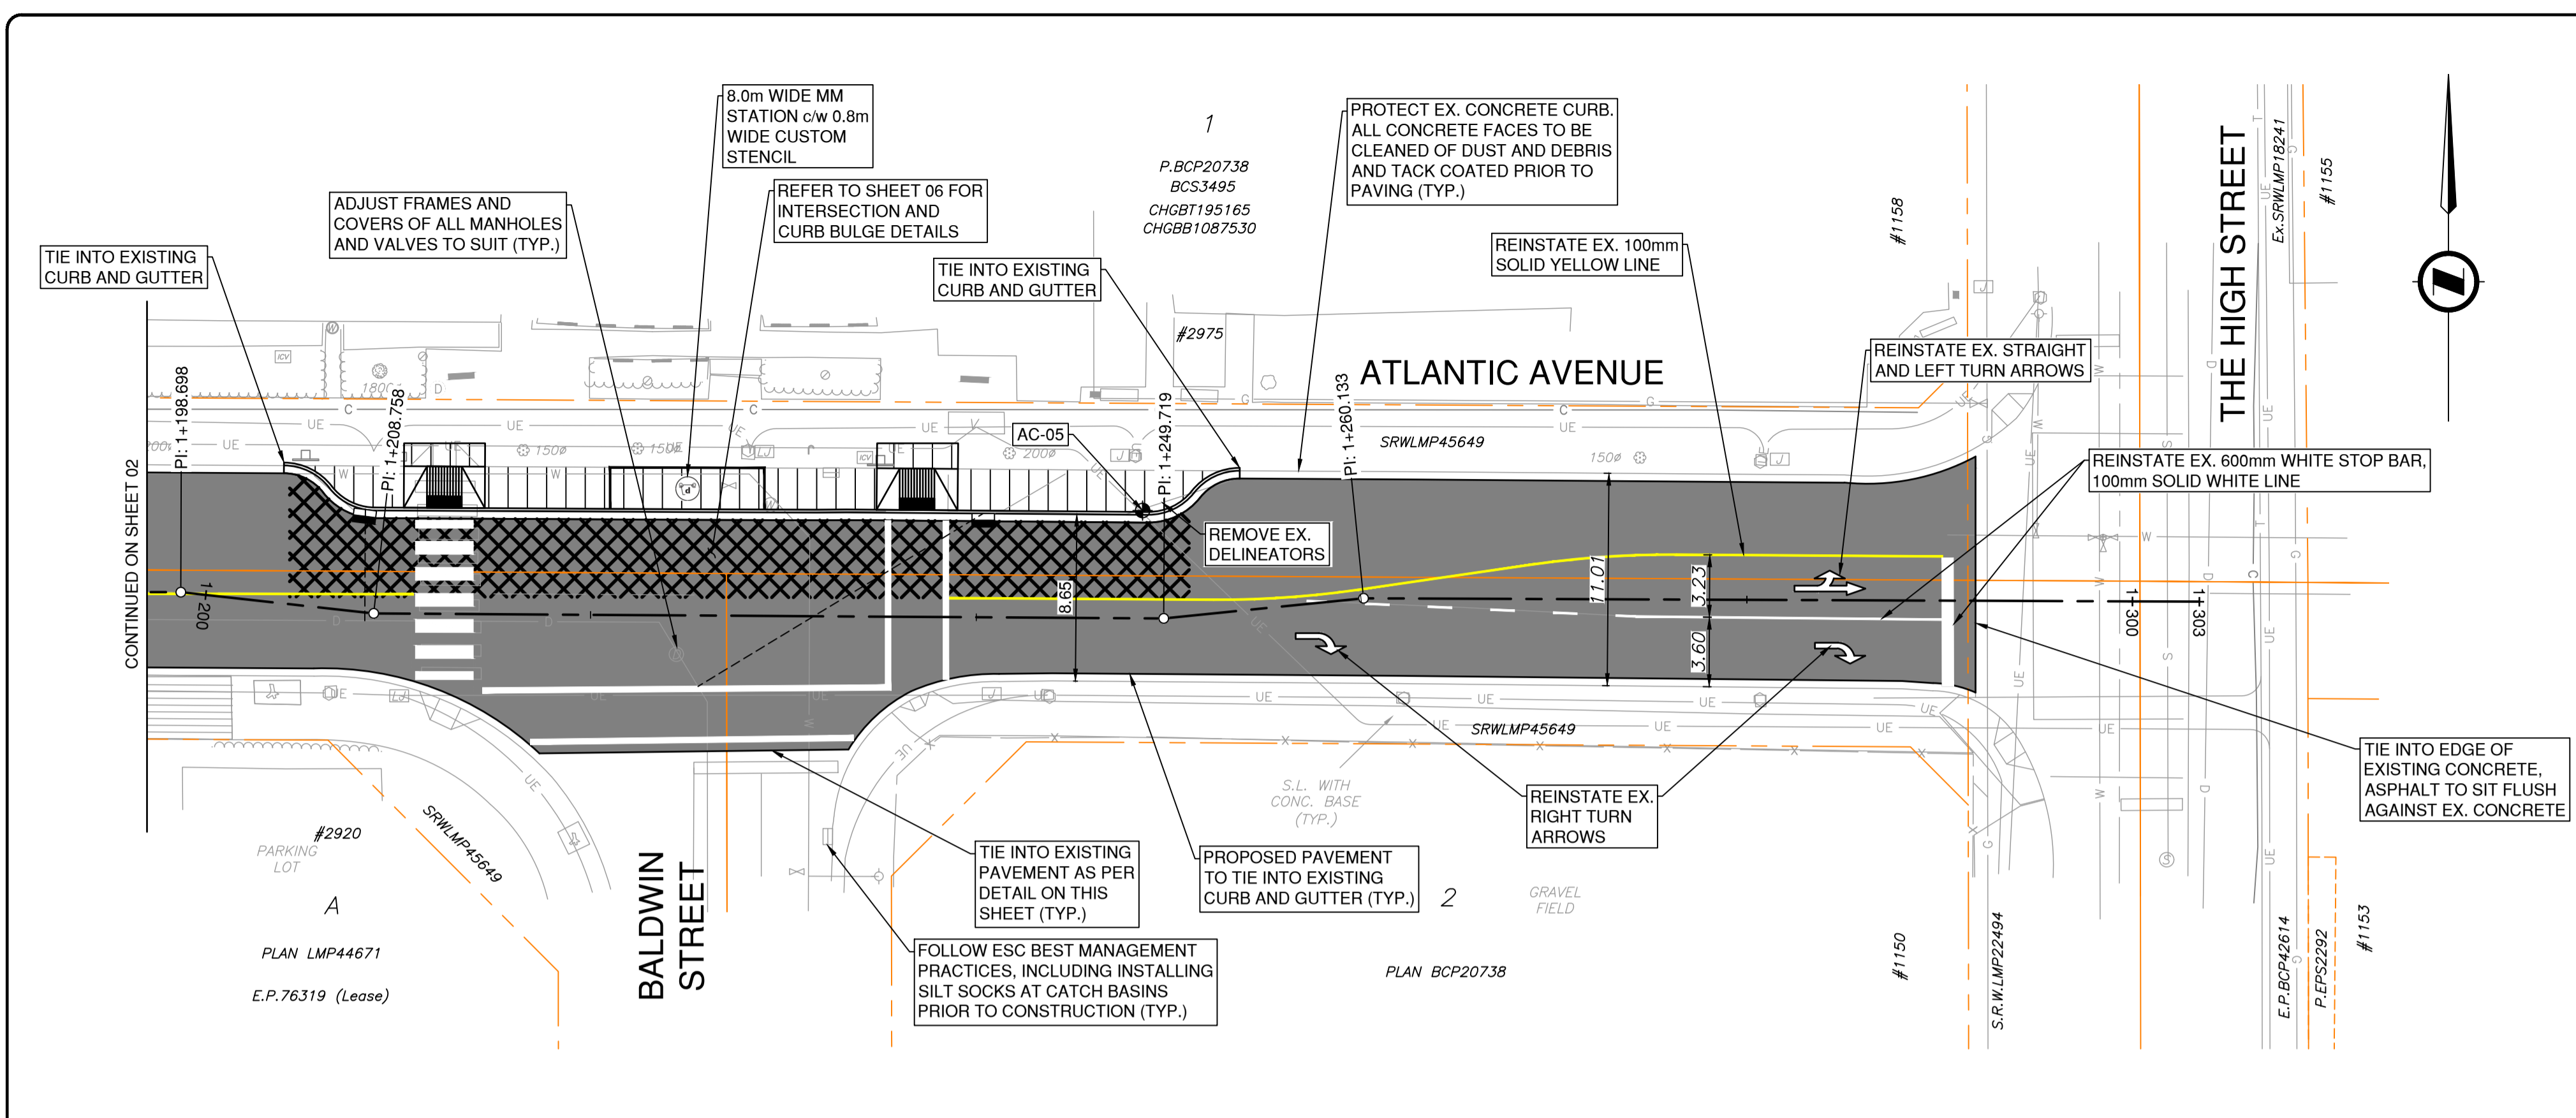 8.0m WIDE MM
STATION c/w 0.8m
WIDE CUSTOM
STENCIL
ADJUST FRAMES AND
COVERS OF ALL MANHOLES
AND VALVES TO SUIT (TYP.)
REFER TO SHEET 06 FOR
INTERSECTION AND
CURB BULGE DETAILS
TIE INTO EXISTING
CURB AND GUTTER
TIE INTO EXISTING
CURB AND GUTTER
1
P.BCP20738
BCS3495
CHGBT195165
CHGBB1087530
PROTECT EX. CONCRETE CURB.
ALL CONCRETE FACES TO BE
CLEANED OF DUST AND DEBRIS
AND TACK COATED PRIOR TO
PAVING (TYP.)
REINSTATE EX. 100mm
SOLID YELLOW LINE
#1158
THE HIGH STREET
Ex.SRWLMP18241
#1155
#2975
ATLANTIC AVENUE
REINSTATE EX. STRAIGHT
AND LEFT TURN ARROWS
REINSTATE EX. 600mm WHITE STOP BAR,
100mm SOLID WHITE LINE
CONTINUED ON SHEET 02
PI: 1+198.698
PI: 1+208.758
PI: 1+249.719
PI: 1+260.133
AC-05
SRWLMP45649
150ø
150ø
150ø
200ø
ICV
ICV
LJ
LJ
J
J
J
J
REMOVE EX.
DELINEATORS
8.65
11.01
3.23
3.60
1+200
1+300
1+303
SRWLMP45649
S.L. WITH
CONC. BASE
(TYP.)
REINSTATE EX.
RIGHT TURN
ARROWS
TIE INTO EDGE OF
EXISTING CONCRETE,
ASPHALT TO SIT FLUSH
AGAINST EX. CONCRETE
#2920
PARKING
LOT
SRWLMP45649
A
PLAN LMP44671
E.P.76319 (Lease)
BALDWIN
STREET
TIE INTO EXISTING
PAVEMENT AS PER
DETAIL ON THIS
SHEET (TYP.)
PROPOSED PAVEMENT
TO TIE INTO EXISTING
CURB AND GUTTER (TYP.)
2
GRAVEL
FIELD
FOLLOW ESC BEST MANAGEMENT
PRACTICES, INCLUDING INSTALLING
SILT SOCKS AT CATCH BASINS
PRIOR TO CONSTRUCTION (TYP.)
PLAN BCP20738
#1150
S.R.W.LMP22494
E.P.BCP42614
P.EPS2292
#1153